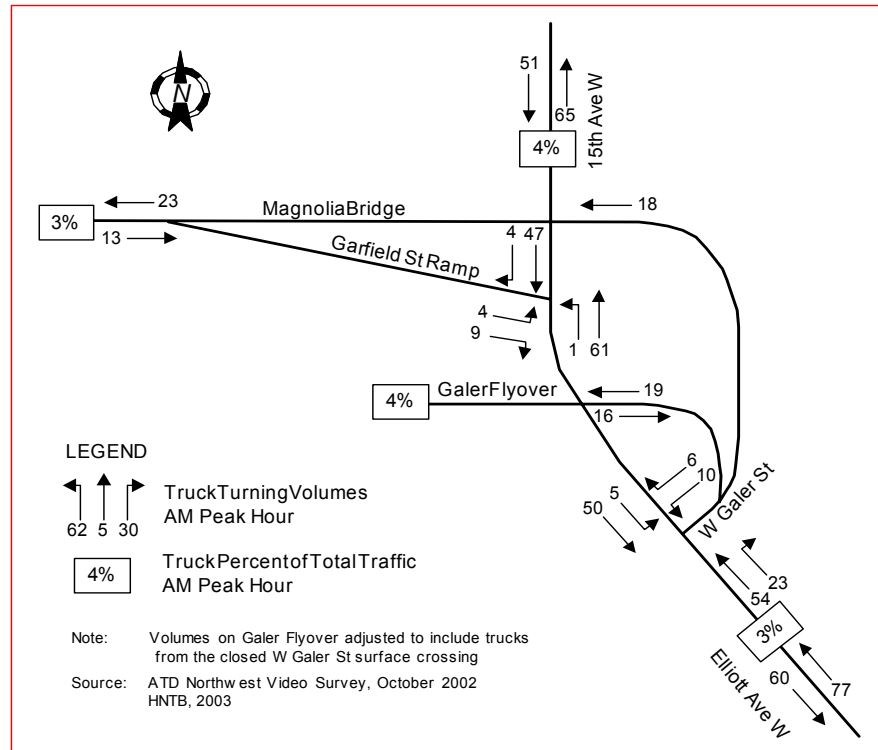 N
51
65
15th Ave W
4%
23
18
3%
MagnoliaBridge
13
Garfield St Ramp
4 47
4
9
1 61
19
GalerFlyover
4%
16
LEGEND
6
10
5
50
W Galer St
TruckTurningVolumes
AM Peak Hour
62 5 30
TruckPercentofTotalTraffic
4%
AM Peak Hour
23
54
3%
Note: Volumes on Galer Flyover adjusted to include trucks
from the closed W Galer St surface crossing
Source: ATD Northwest Video Survey, October 2002
HNTB, 2003
Elliott Ave W
60
77